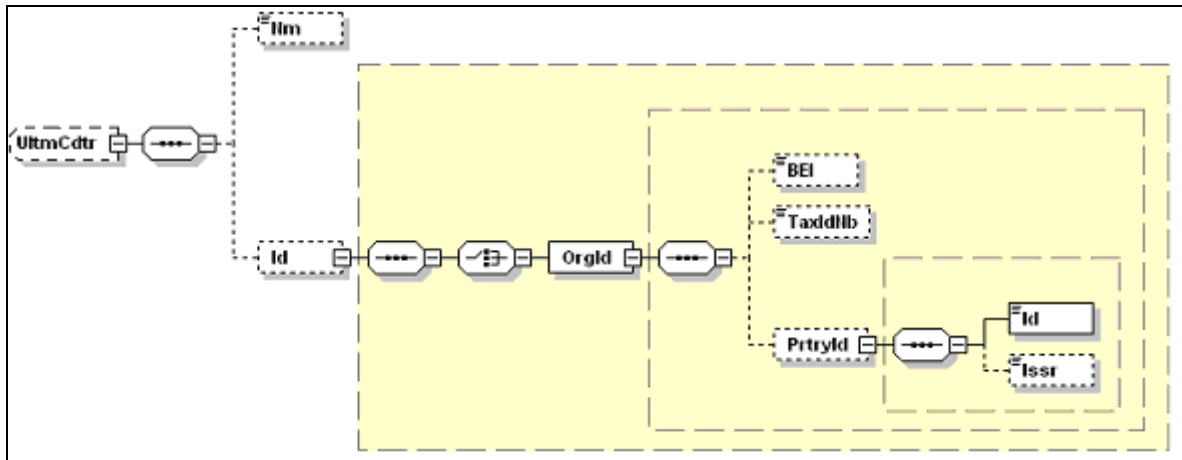 Nm
UltmCdtr
BEI
TaxIdNb
Id
OrgId
Id
PrtryId
Issr